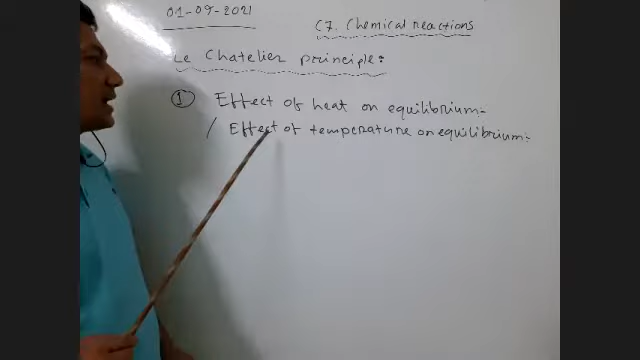 01-09-2021
C7. Chemical reactions
Le Chatelier principle:
① Effect of heat on equilibrium:-
/ Effect of temperature on equilibrium:-